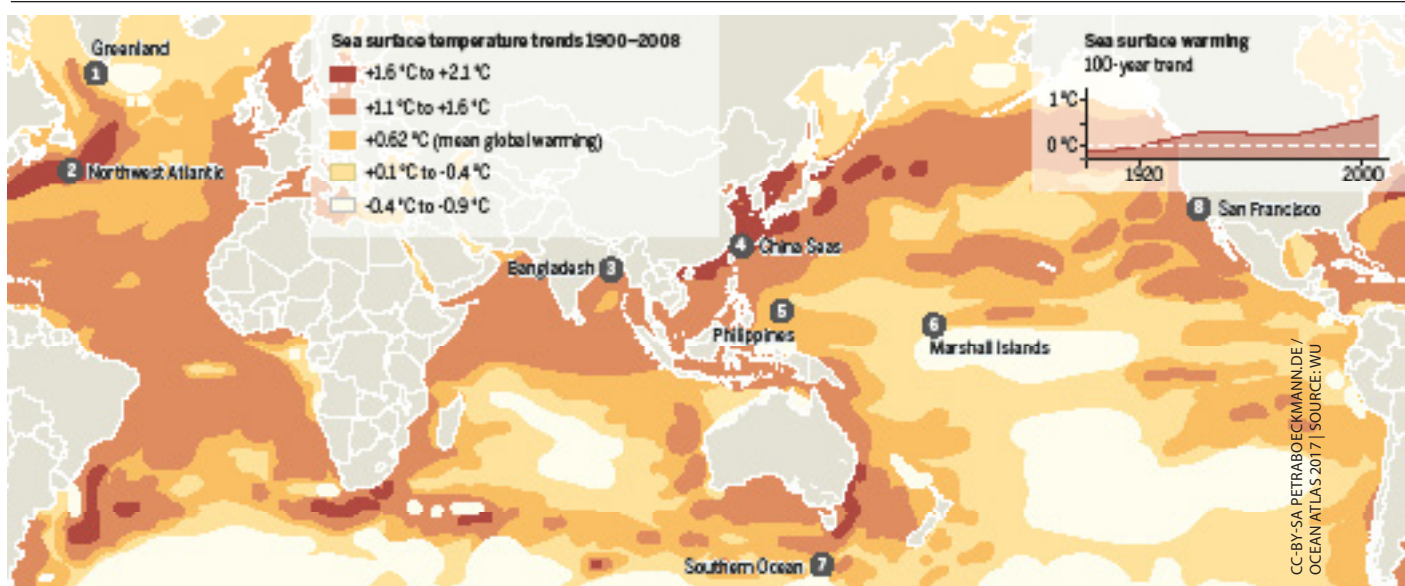 Greenland
1
2
Northwest Atlantic
Sea surface temperature trends 1900–2008
+1.6 °C to +2.1 °C
+1.1 °C to +1.6 °C
+0.62 °C (mean global warming)
+0.1 °C to -0.4 °C
-0.4 °C to -0.9 °C
Bangladesh 3
4 China Seas
5
Philippines
6
Marshall Islands
Southern Ocean 7
Sea surface warming
100-year trend
1 °C
0 °C
1920 2000
8 San Francisco
CC-BY-SA PETRABOECKMANN.DE /
OCEAN ATLAS 2017 | SOURCE: WU